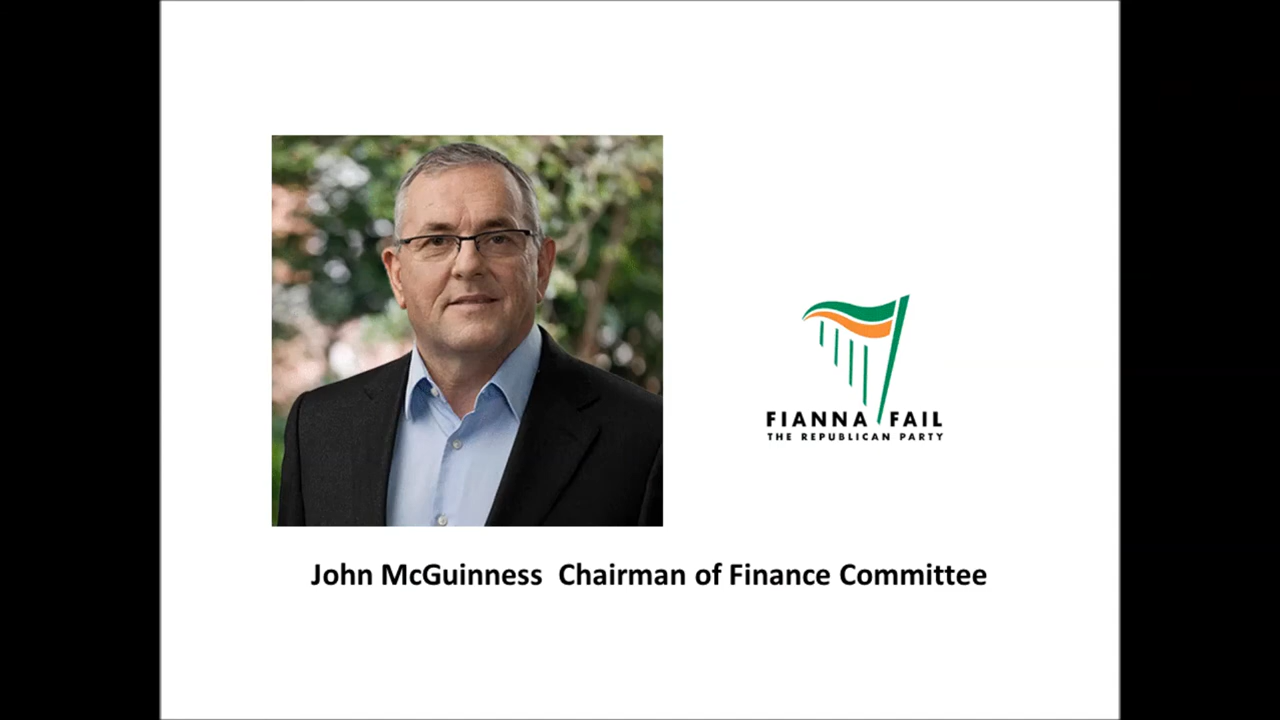 FIANNA FAIL
THE REPUBLICAN PARTY
John McGuinness  Chairman of Finance Committee